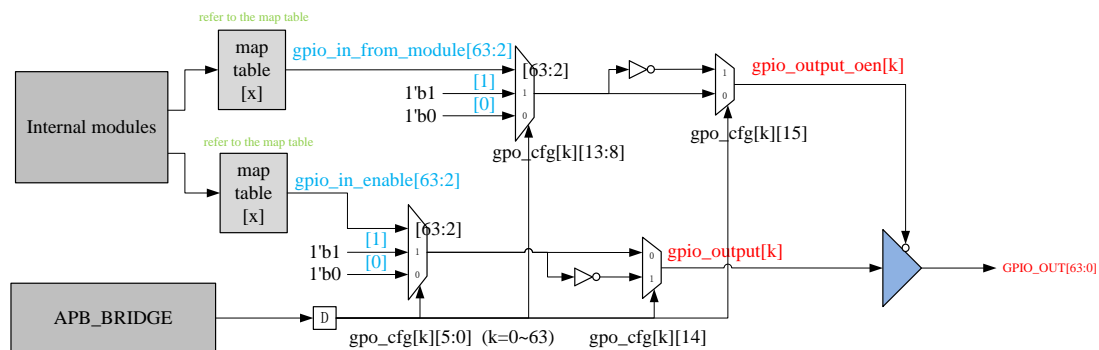 refer to the map table
map
table
[x]
gpio_in_from_module[63:2]
[63:2]
[1]
1'b1
1
[0]
1'b0
0
Internal modules
1
0
gpio_output_oen[k]
gpo_cfg[k][13:8]
gpo_cfg[k][15]
refer to the map table
map
table
[x]
gpio_in_enable[63:2]
[63:2]
[1]
1'b1
1
[0]
1'b0
0
0
1
gpio_output[k]
GPIO_OUT[63:0]
APB_BRIDGE
D
gpo_cfg[k][5:0] (k=0~63)
gpo_cfg[k][14]